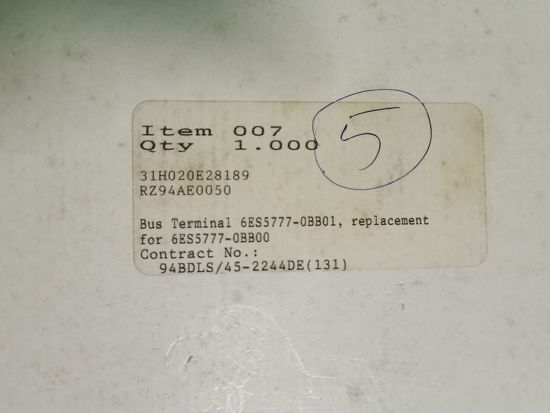 Item 007
Qty 1.000
5
31H020E28189
RZ94AE0050
Bus Terminal 6ES5777-0BB01, replacement
for 6ES5777-0BB00
Contract No.:
94BDLS/45-2244DE(131)